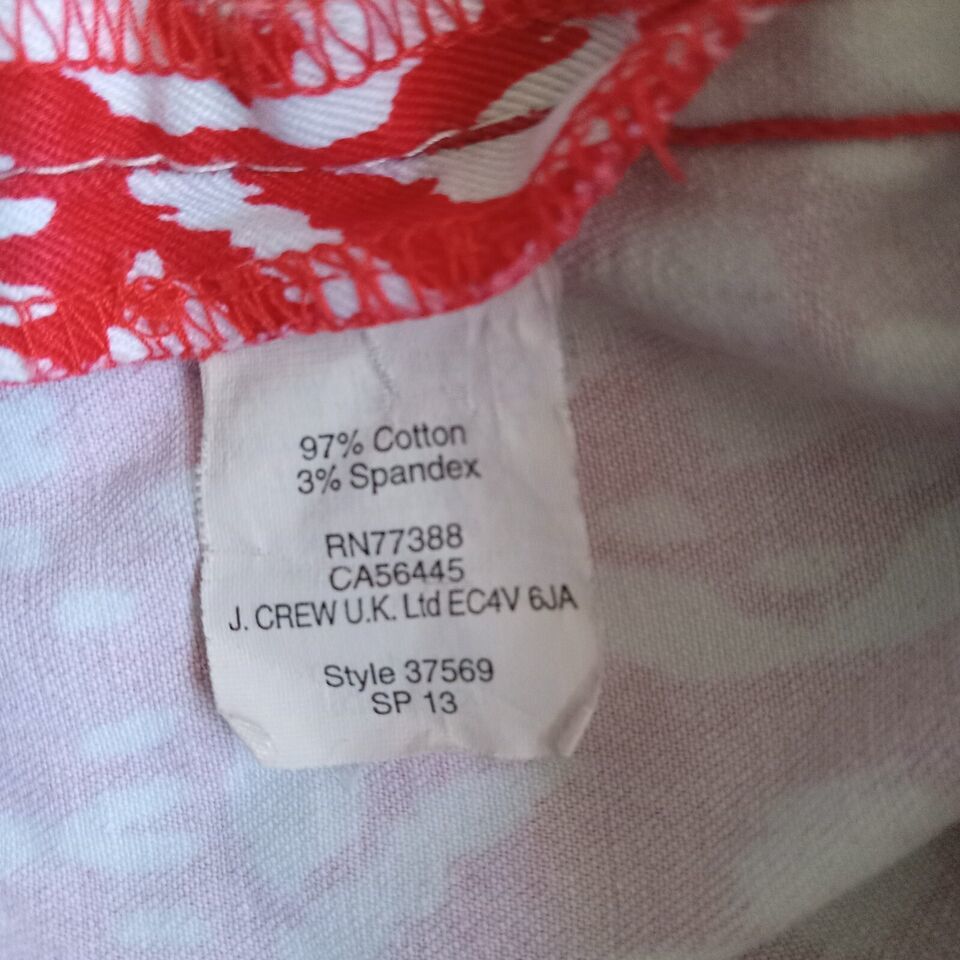 97% Cotton
3% Spandex
RN77388
CA56445
J. CREW U.K. Ltd EC4V 6JA
Style 37569
SP 13